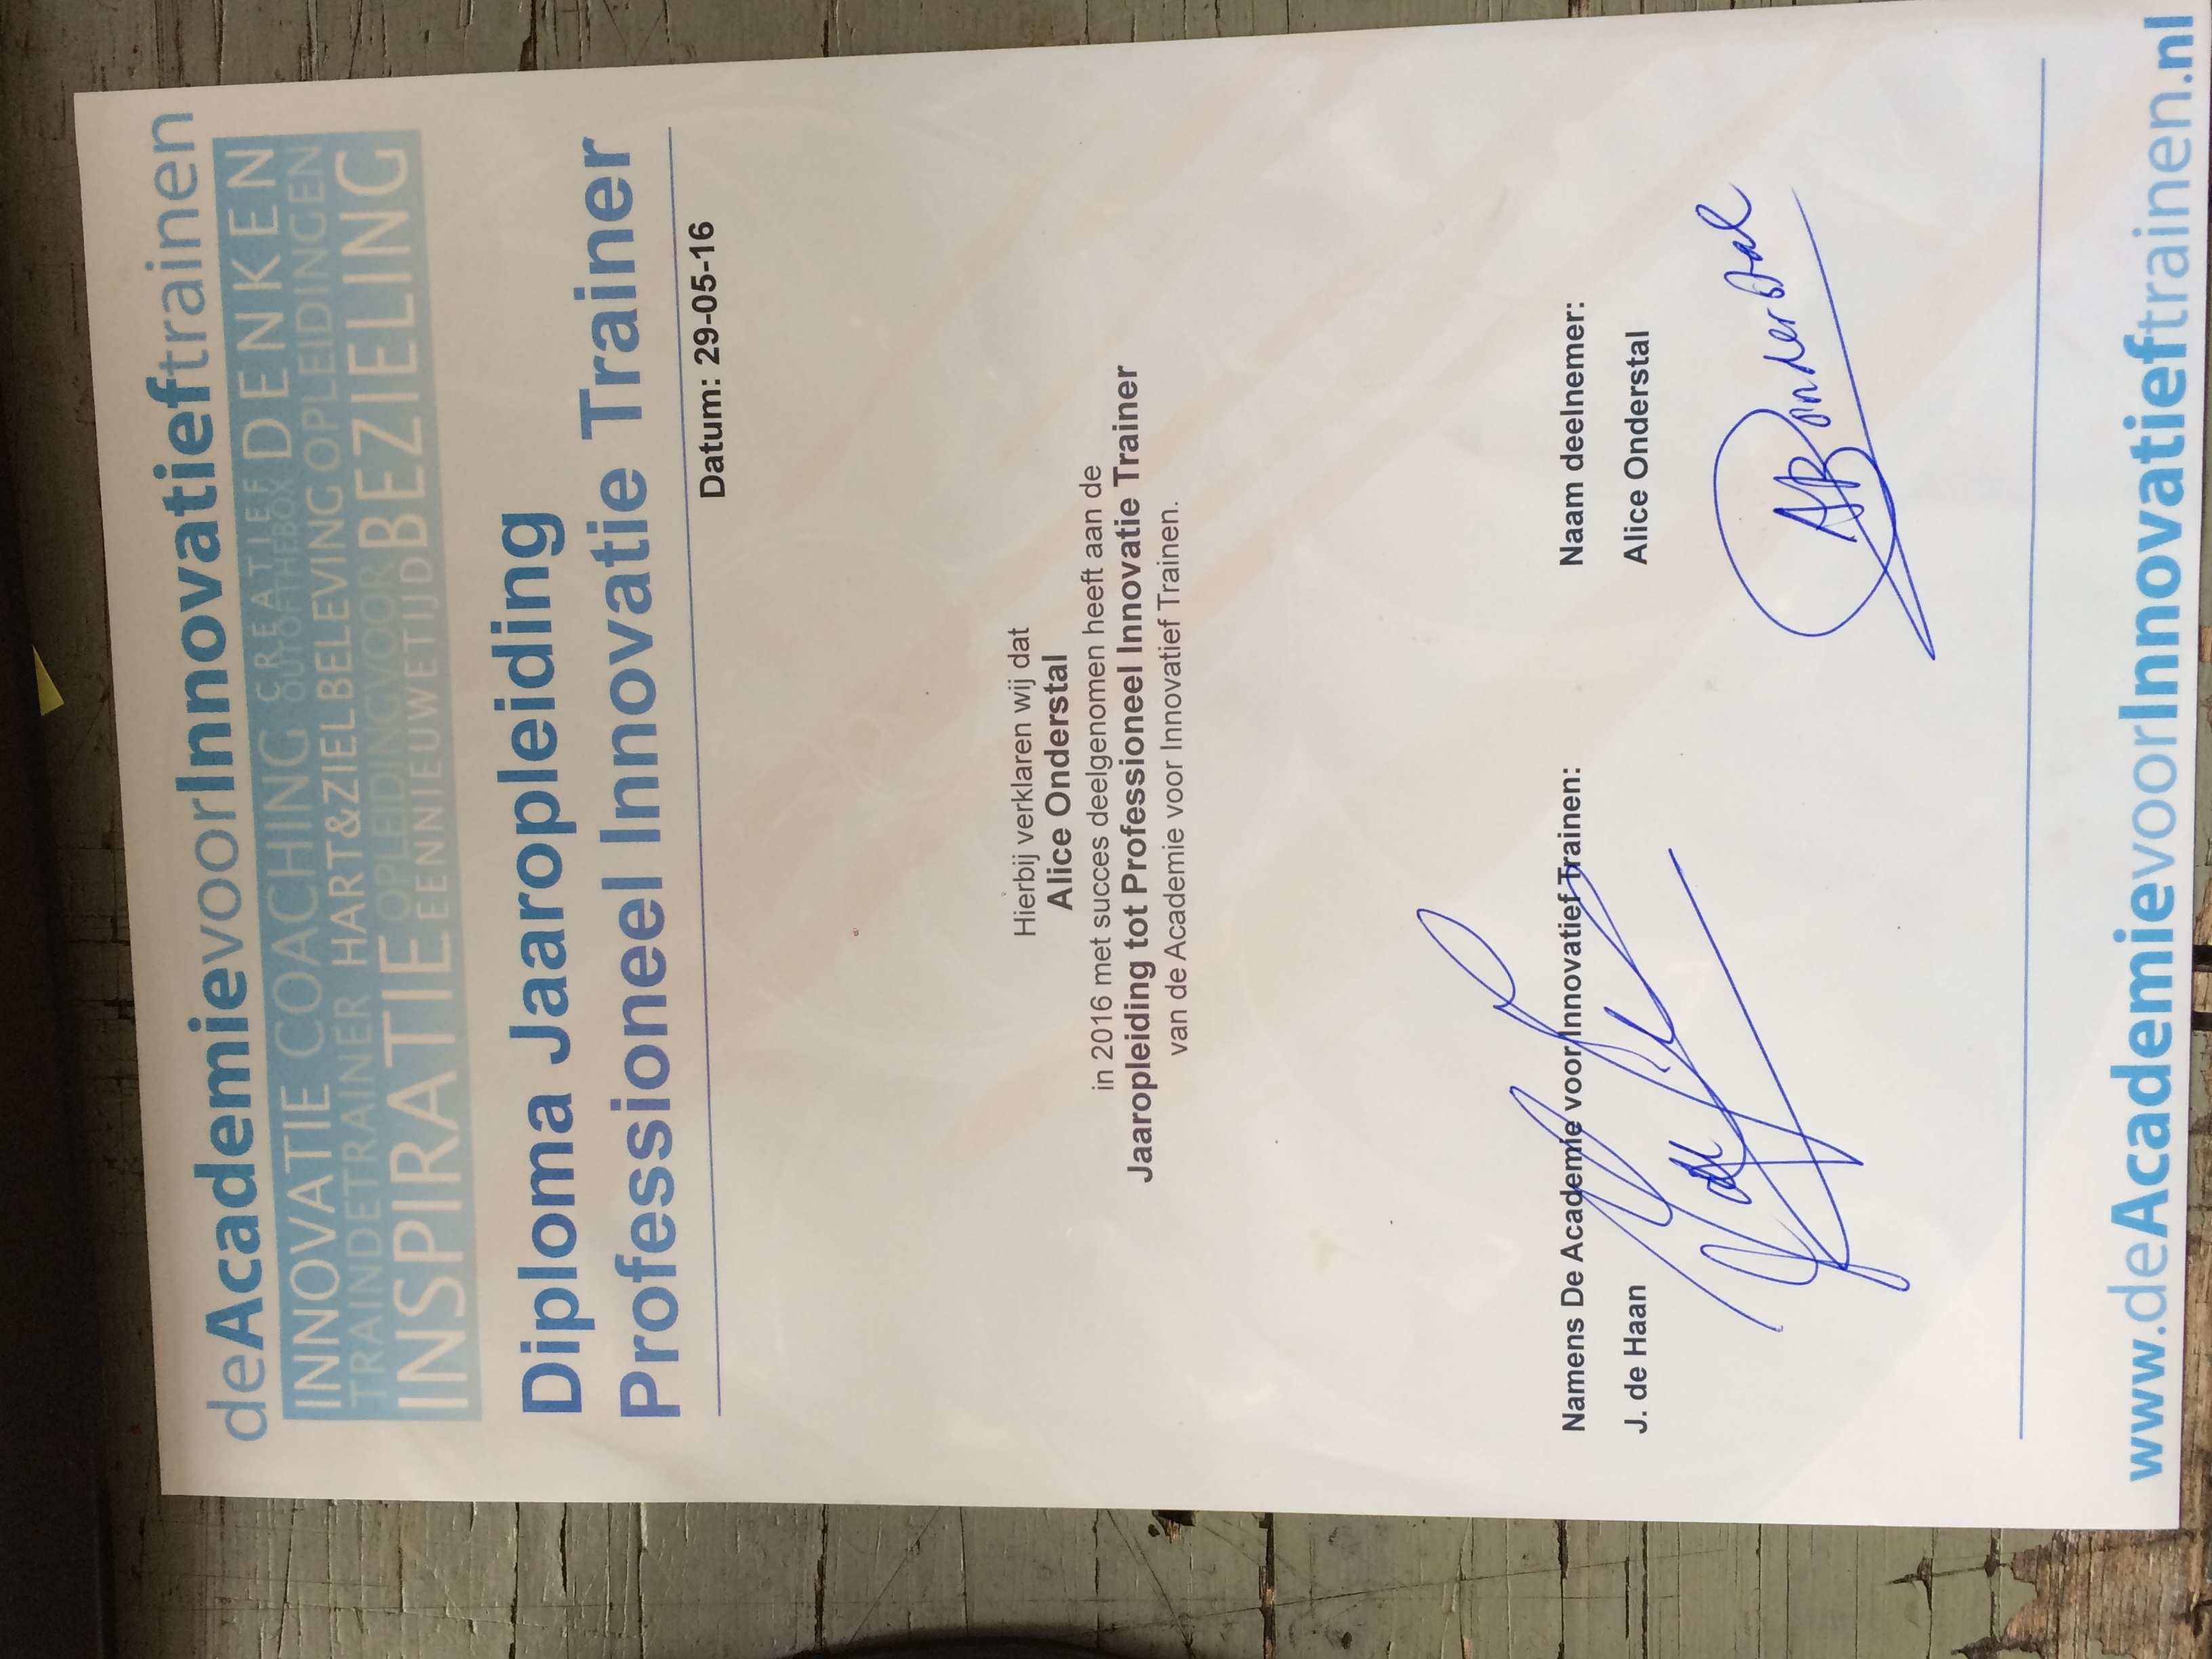 deAcademievoorInnovatieftrainen
INNOVATIE COACHING CREATIEF DENKEN
OUTOFTHEBOX
TRAINDETRAINER HART&ZIEL BELEVING OPLEIDINGEN
OPLEIDINGVOOR
INSPIRATIE EENNIEUWETIJD BEZIELING
Diploma Jaaropleiding
Professioneel Innovatie Trainer
Datum: 29-05-16
Hierbij verklaren wij dat
Alice Onderstal
in 2016 met succes deelgenomen heeft aan de
Jaaropleiding tot Professioneel Innovatie Trainer
van de Academie voor Innovatief Trainen.
Namens De Academie voor Innovatief Trainen:
J. de Haan
Naam deelnemer:
Alice Onderstal
www.deAcademievoorInnovatieftrainen.nl